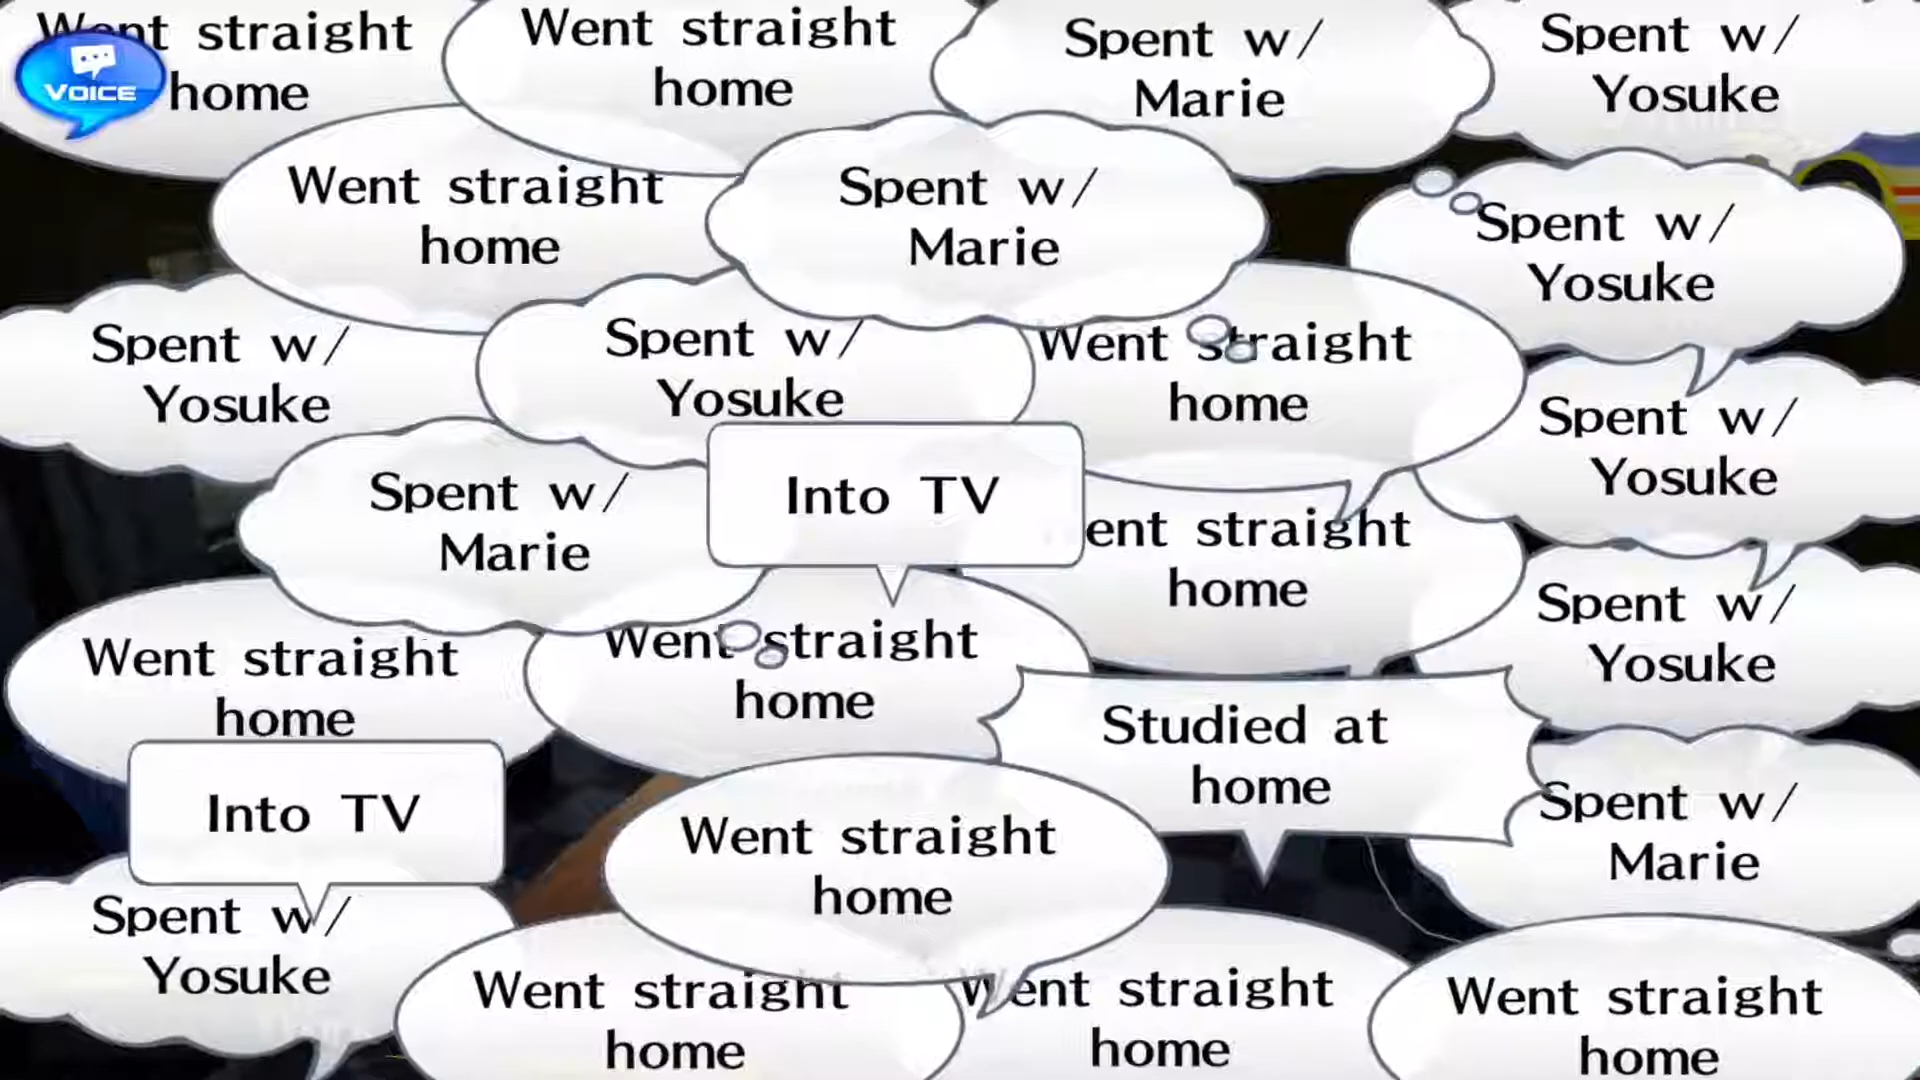 Went straight
home
VOICE
Went straight
home
Spent w/
Marie
Spent w/
Yosuke
Went straight
home
Spent w/
Marie
Spent w/
Yosuke
Spent w/
Yosuke
Spent w/
Yosuke
Went straight
home
Spent w/
Yosuke
Spent w/
Marie
Into TV
ent straight
home
Spent w/
Yosuke
Went straight
home
Went straight
home
Studied at
home
Spent w/
Marie
Into TV
Went straight
home
Spent w/
Yosuke
Went straight
home
Went straight
home
Went straight
home